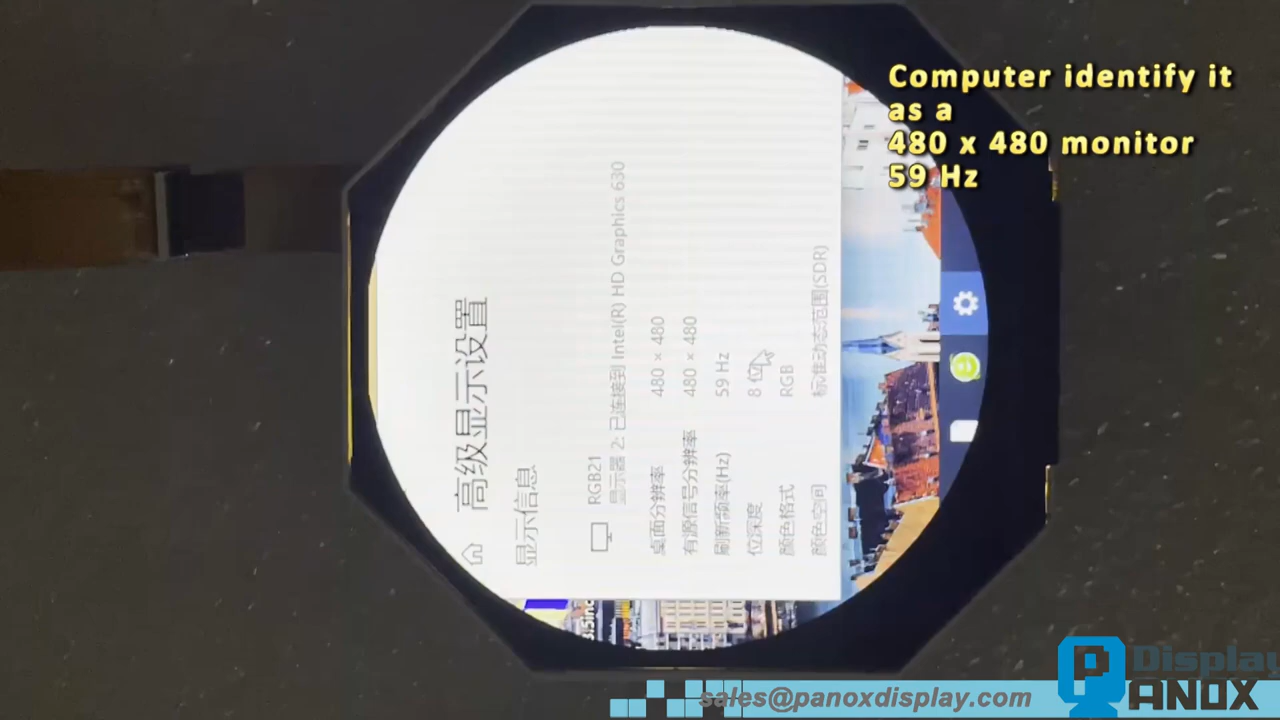 Computer identify it
as a
480 x 480 monitor
59 Hz
高级显示设置
显示信息
RGB21
显示器 2: 已连接到 Intel(R) HD Graphics 630
桌面分辨率 480 × 480
有源信号分辨率 480 × 480
刷新频率(Hz) 59 Hz
位深度 8 位
颜色格式 RGB
颜色空间 标准动态范围(SDR)
sales@panoxdisplay.com
Display
PANOX